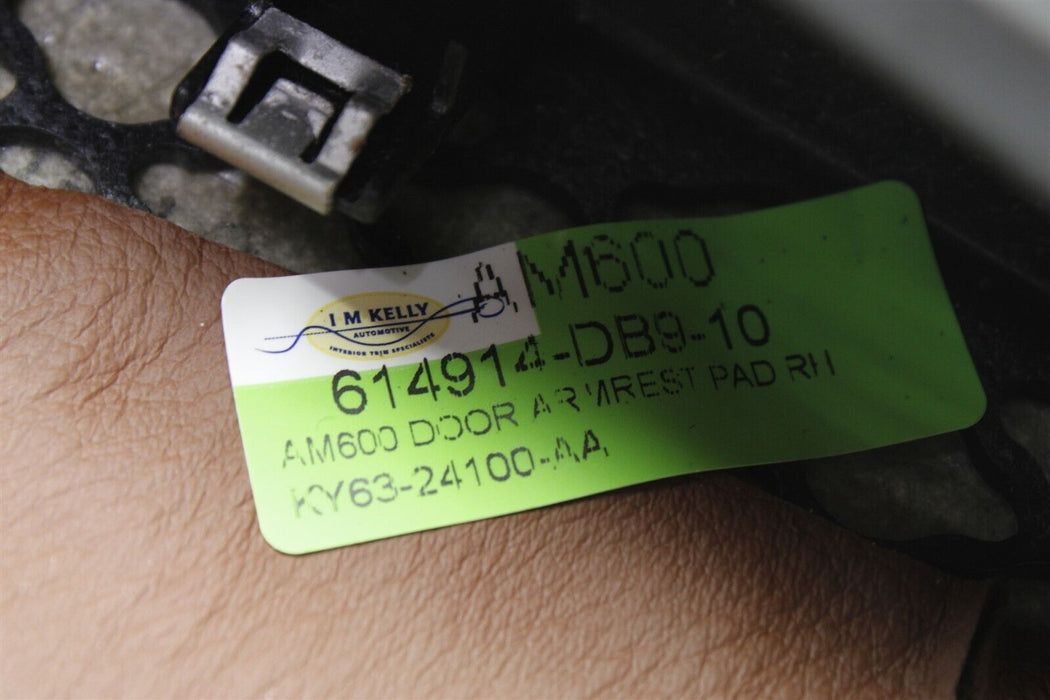 AM600
I M KELLY
AUTOMOTIVE
INTERIOR TRIM SPECIALISTS
614914-DB9-10
AM600 DOOR ARMREST PAD RH
KY63-24100-AA